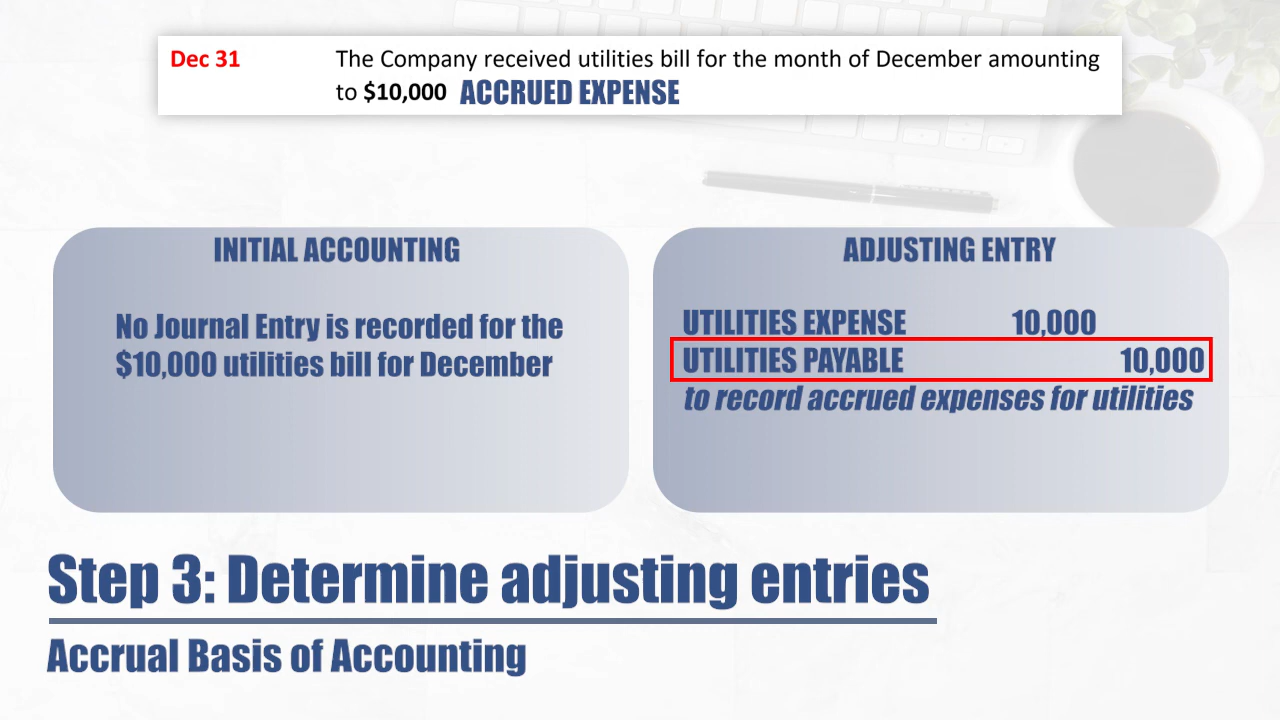 Dec 31 The Company received utilities bill for the month of December amounting
to $10,000 ACCRUED EXPENSE
INITIAL ACCOUNTING
No Journal Entry is recorded for the
$10,000 utilities bill for December
ADJUSTING ENTRY
UTILITIES EXPENSE 10,000
UTILITIES PAYABLE 10,000
to record accrued expenses for utilities
Step 3: Determine adjusting entries
Accrual Basis of Accounting